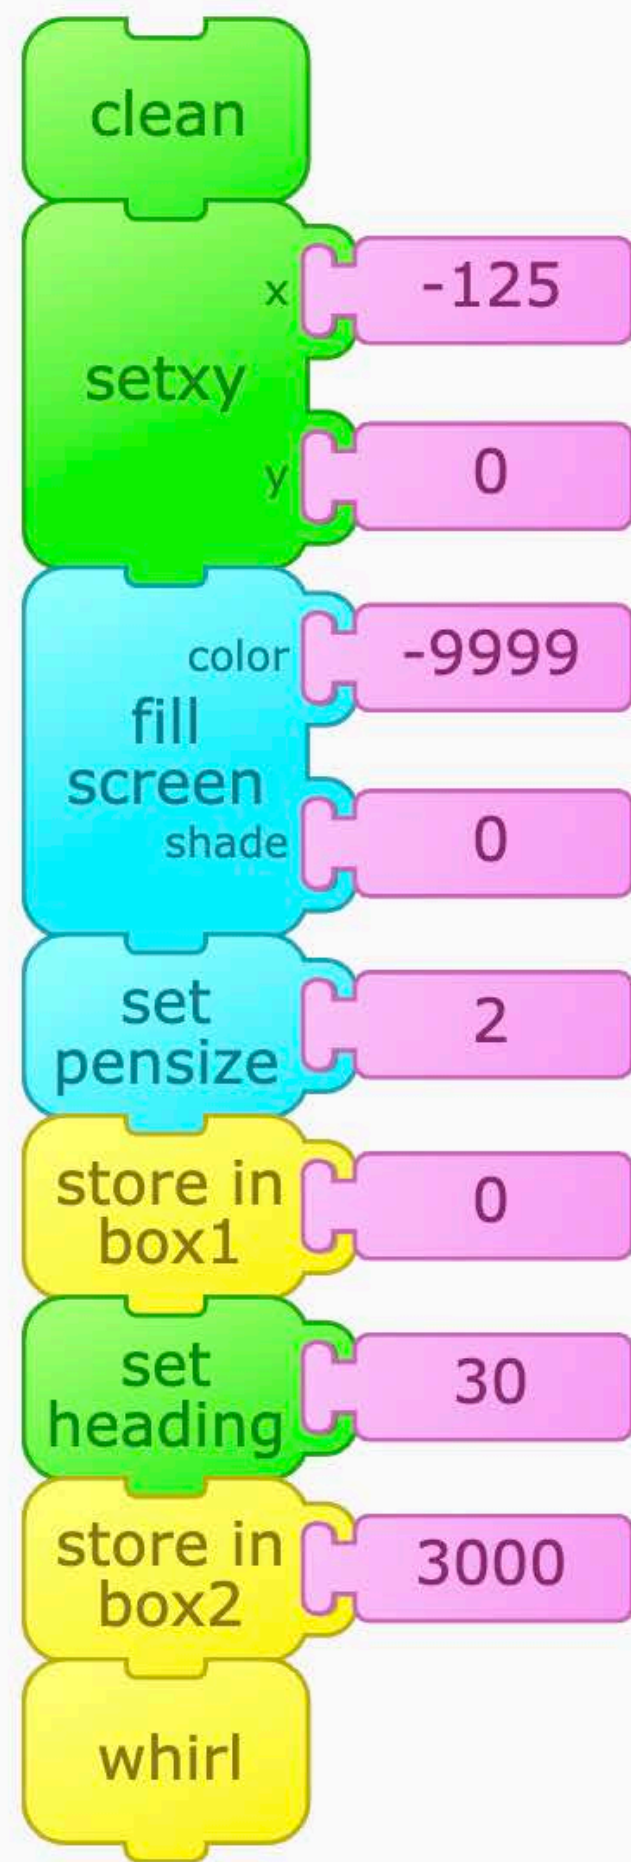 clean
x -125
setxy
y 0
color -9999
fill
screen
shade 0
set
pensize 2
store in
box1 0
set
heading 30
store in
box2 3000
whirl